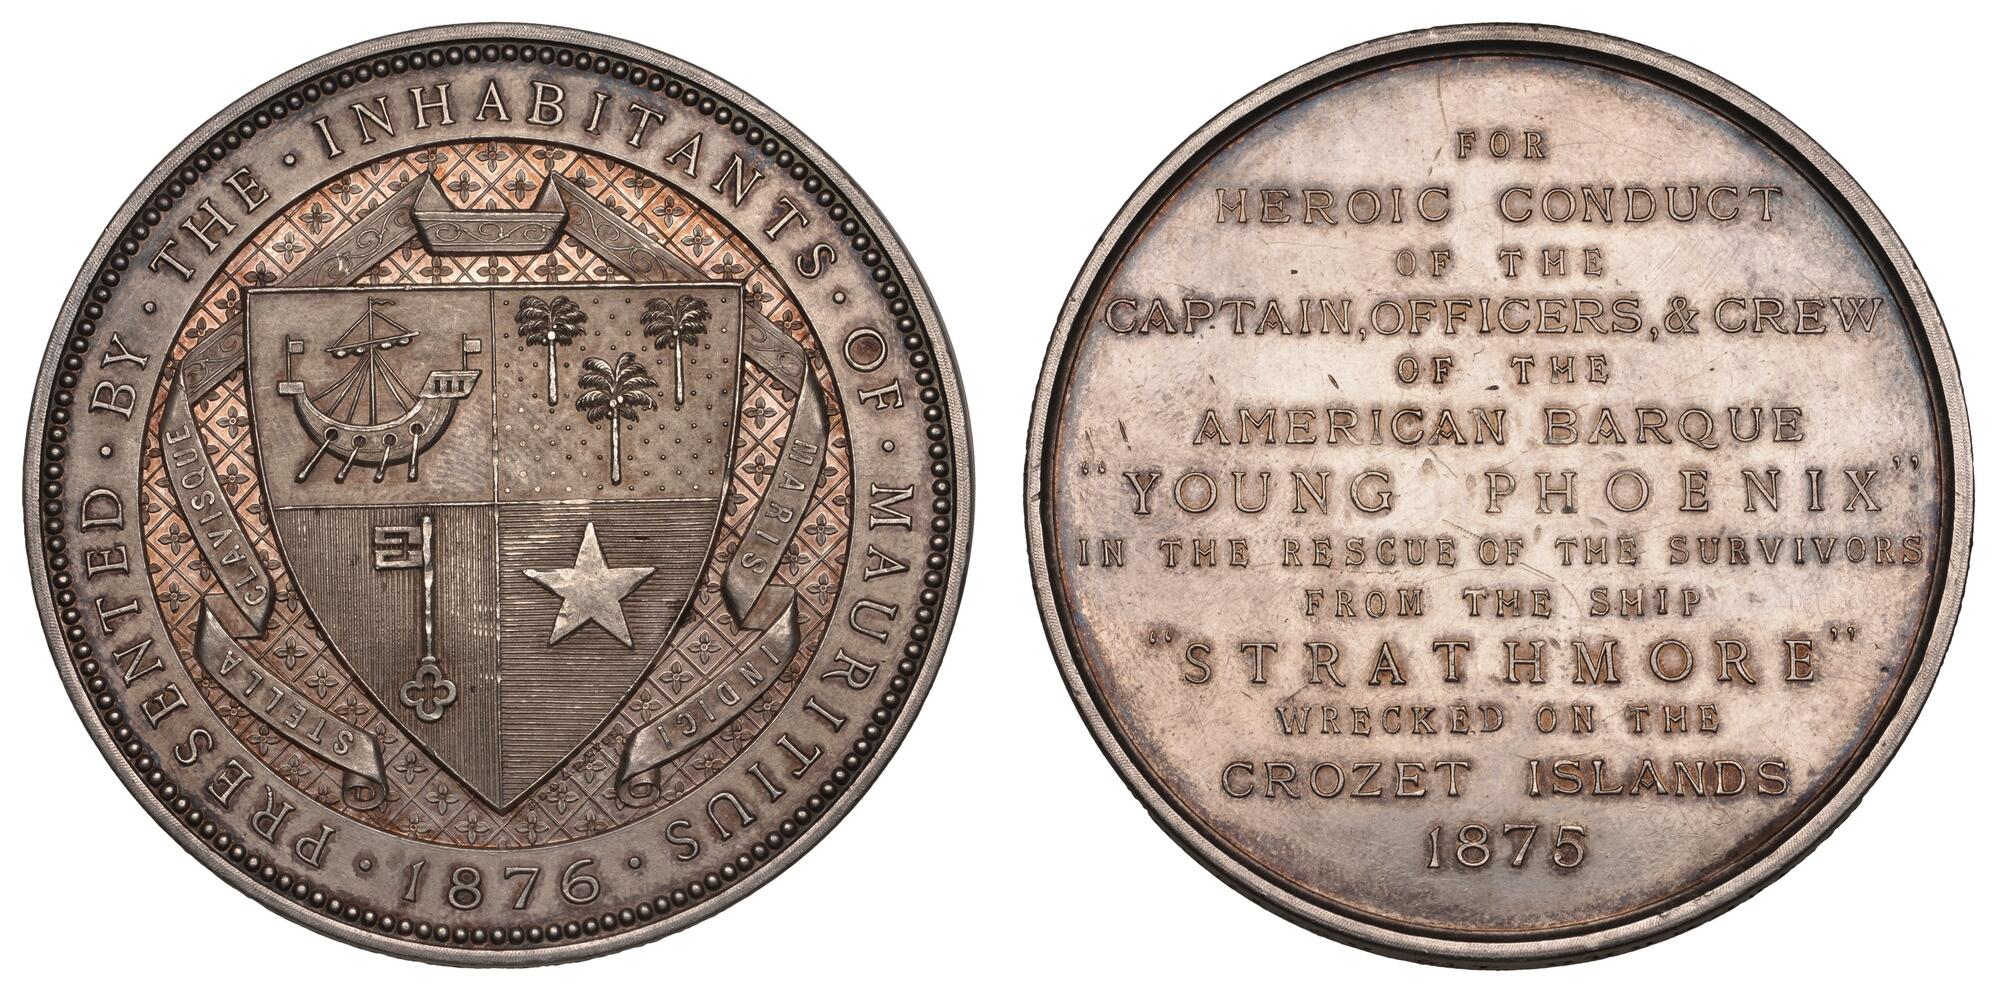 PRESENTED · BY · THE · INHABITANTS · OF · MAURITIUS
· 1876 ·
STELLA
CLAVISQUE
MARIS
INDICI
FOR
HEROIC CONDUCT
OF THE
CAPTAIN, OFFICERS, & CREW
OF THE
AMERICAN BARQUE
"YOUNG PHOENIX"
IN THE RESCUE OF THE SURVIVORS
FROM THE SHIP
"STRATHMORE"
WRECKED ON THE
CROZET ISLANDS
1875